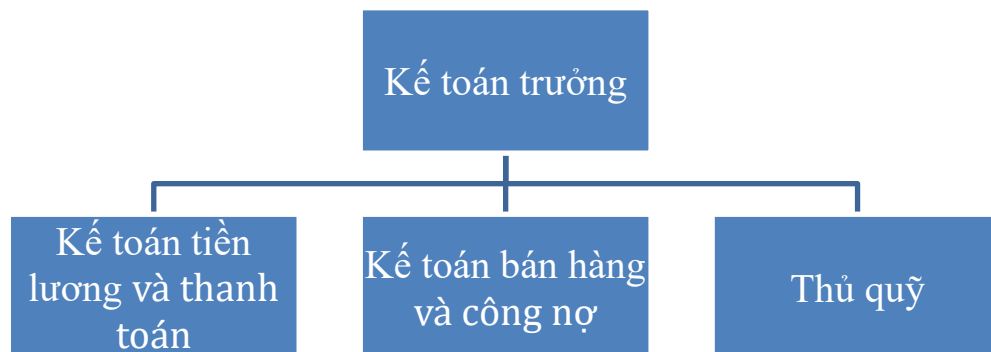 Kế toán trưởng
Kế toán tiền
lương và thanh
toán
Kế toán bán hàng
và công nợ
Thủ quỹ